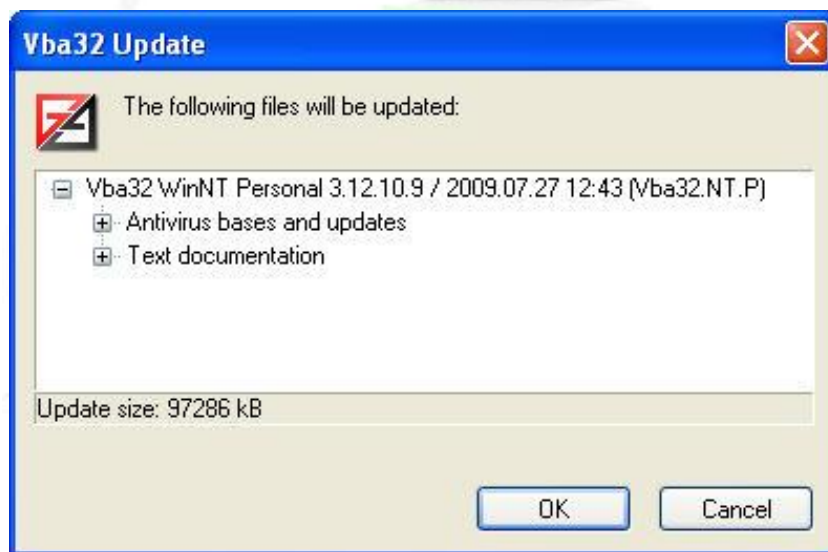 Vba32 Update
The following files will be updated:
Vba32 WinNT Personal 3.12.10.9 / 2009.07.27 12:43 (Vba32.NT.P)
Antivirus bases and updates
Text documentation
Update size: 97286 kB
OK
Cancel